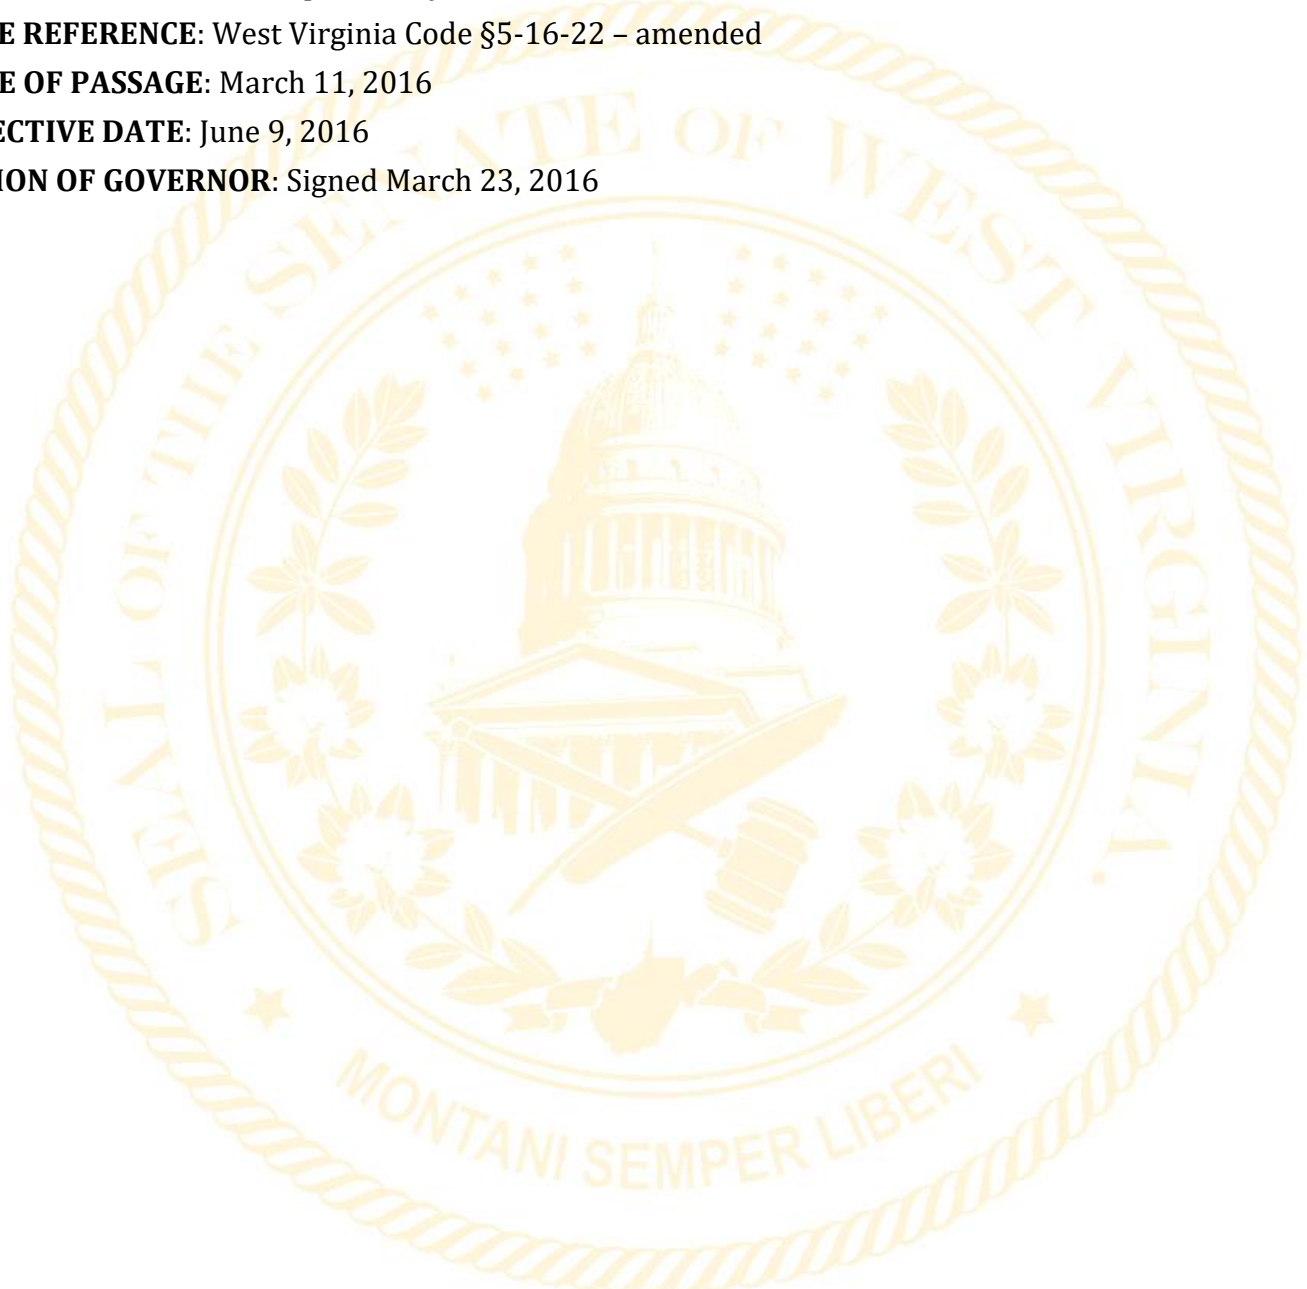 E REFERENCE: West Virginia Code §5-16-22 – amended
E OF PASSAGE: March 11, 2016
ECTIVE DATE: June 9, 2016
ION OF GOVERNOR: Signed March 23, 2016
SEAL OF THE SENATE OF WEST VIRGINIA
MONTANI SEMPER LIBERI